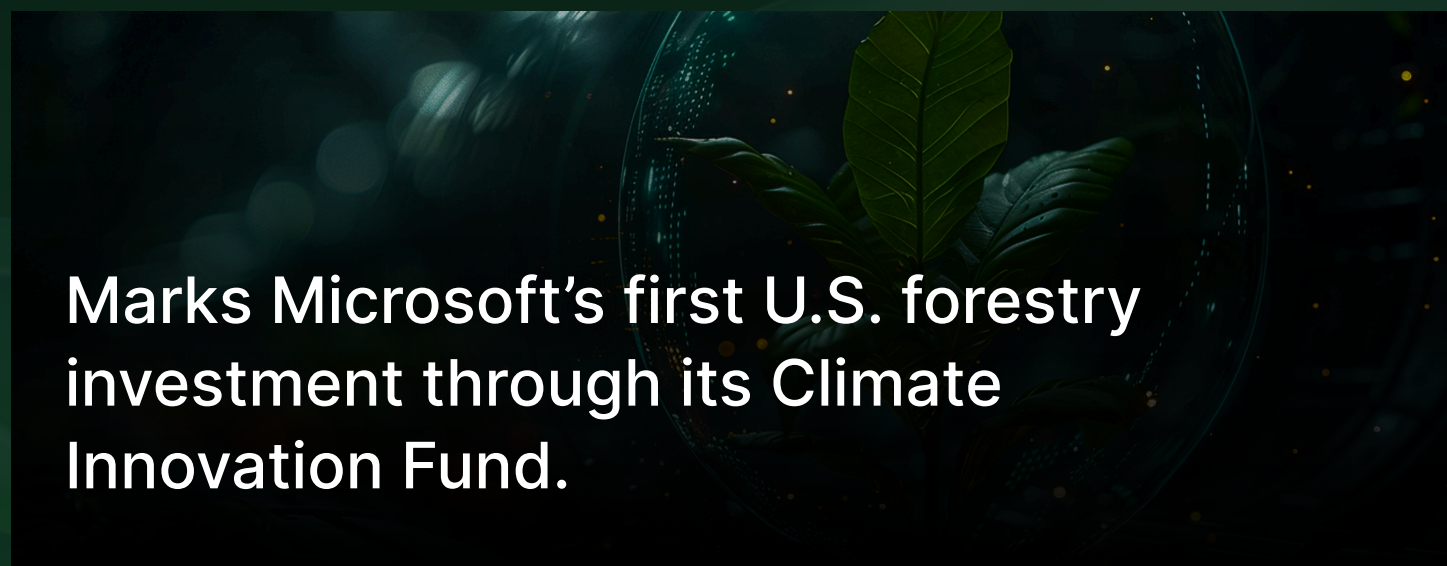 Marks Microsoft’s first U.S. forestry
investment through its Climate
Innovation Fund.